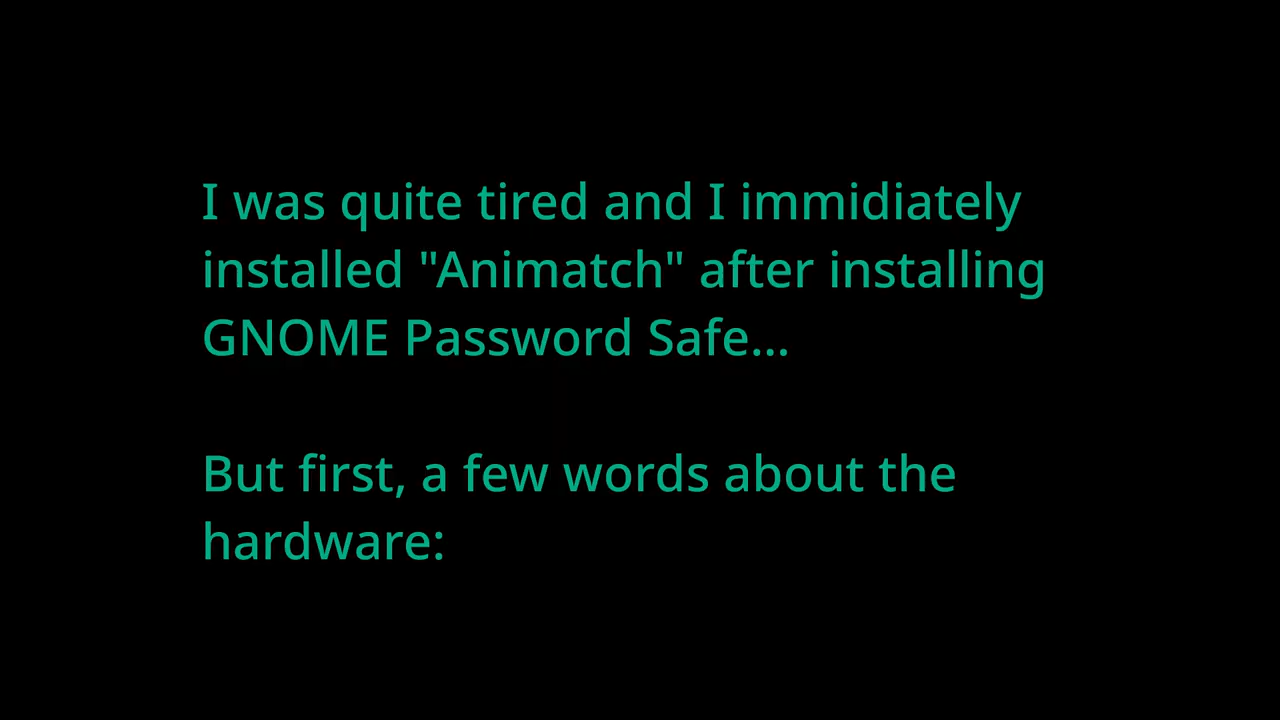 I was quite tired and I immidiately
installed "Animatch" after installing
GNOME Password Safe...
But first, a few words about the
hardware: